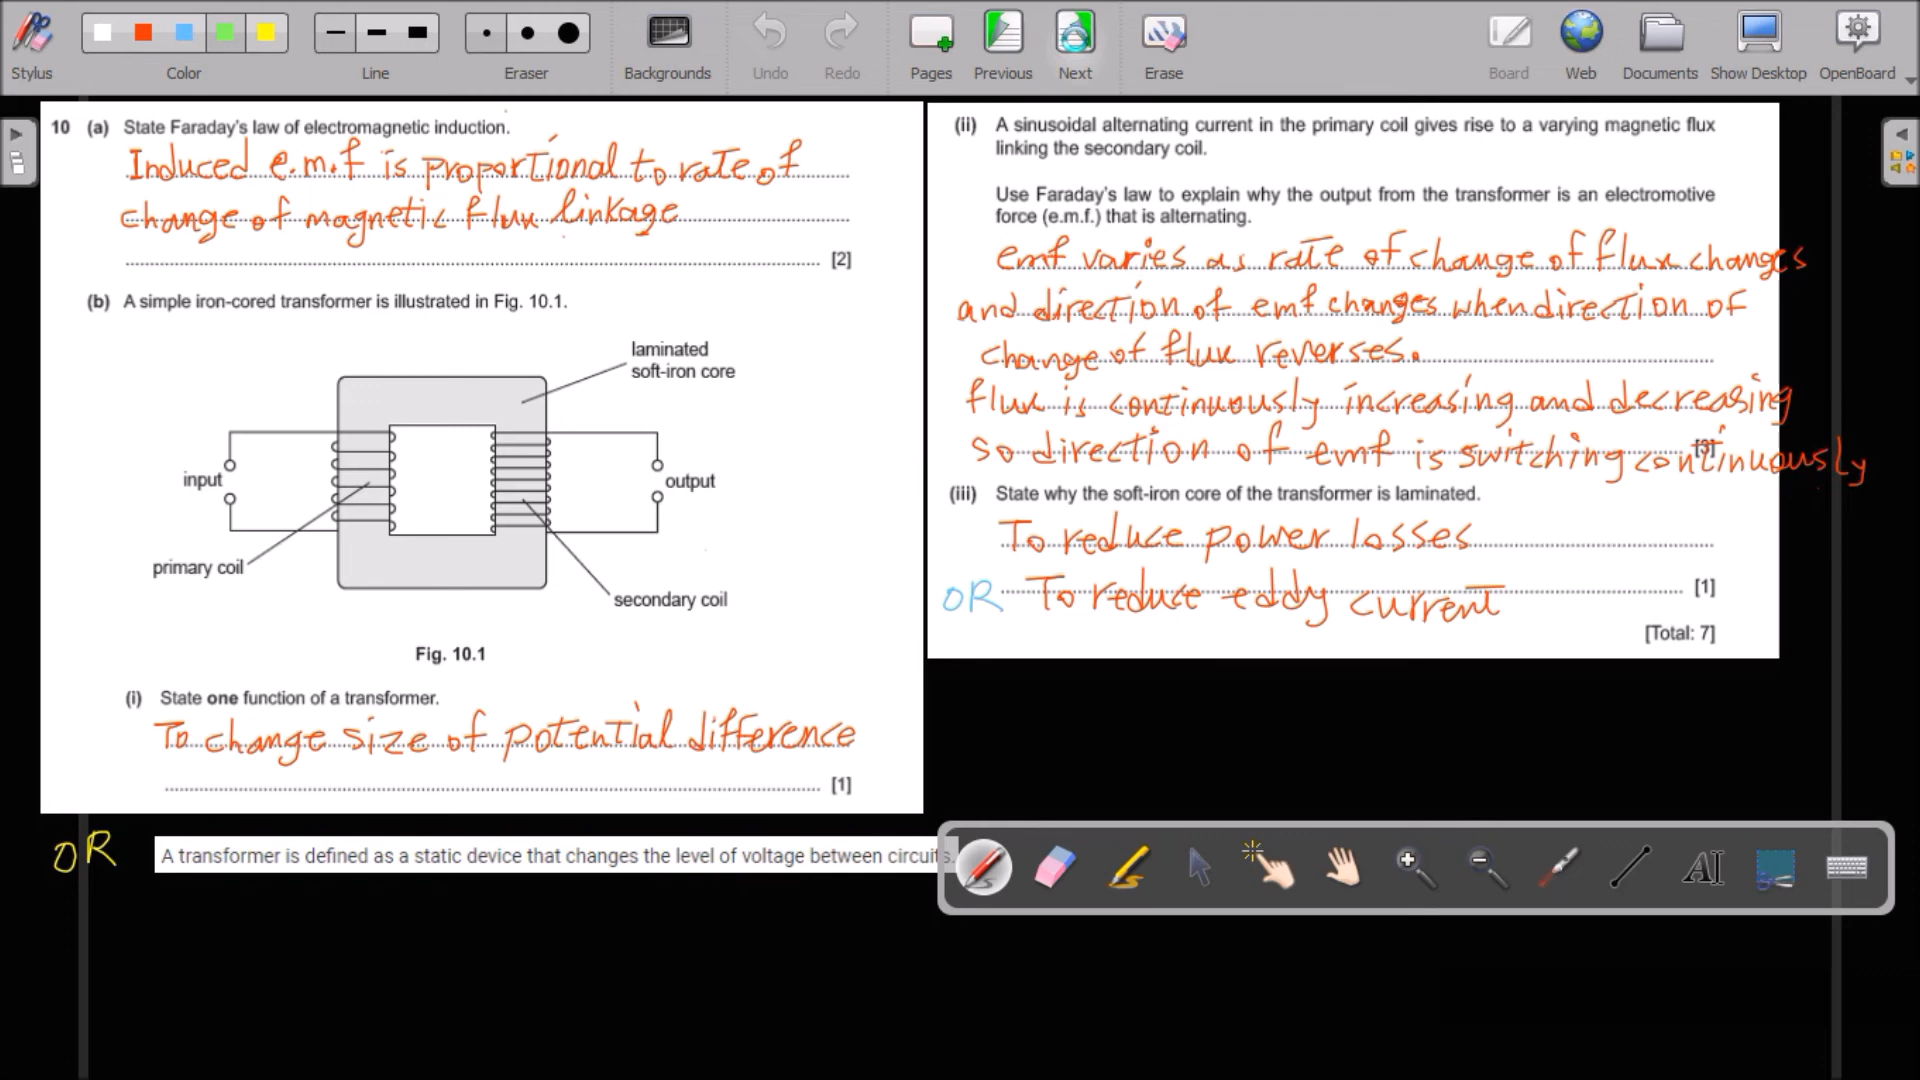 Stylus
Color
Line
Eraser
Backgrounds
Undo
Redo
Pages
Previous
Next
Erase
Board
Web
Documents
Show Desktop
OpenBoard
10 (a) State Faraday's law of electromagnetic induction.
Induced e.m.f is proportional to rate of
change of magnetic flux linkage
[2]
(b) A simple iron-cored transformer is illustrated in Fig. 10.1.
laminated
soft-iron core
input
output
primary coil
secondary coil
Fig. 10.1
(i) State one function of a transformer.
To change size of potential difference
[1]
OR
A transformer is defined as a static device that changes the level of voltage between circuits.
(ii) A sinusoidal alternating current in the primary coil gives rise to a varying magnetic flux
linking the secondary coil.
Use Faraday's law to explain why the output from the transformer is an electromotive
force (e.m.f.) that is alternating.
emf varies as rate of change of flux changes
and direction of emf changes when direction of
change of flux reverses.
flux is continuously increasing and decreasing
[3]
so direction of emf is switching continuously
(iii) State why the soft-iron core of the transformer is laminated.
To reduce power losses
OR To reduce eddy current
[1]
[Total: 7]
AI